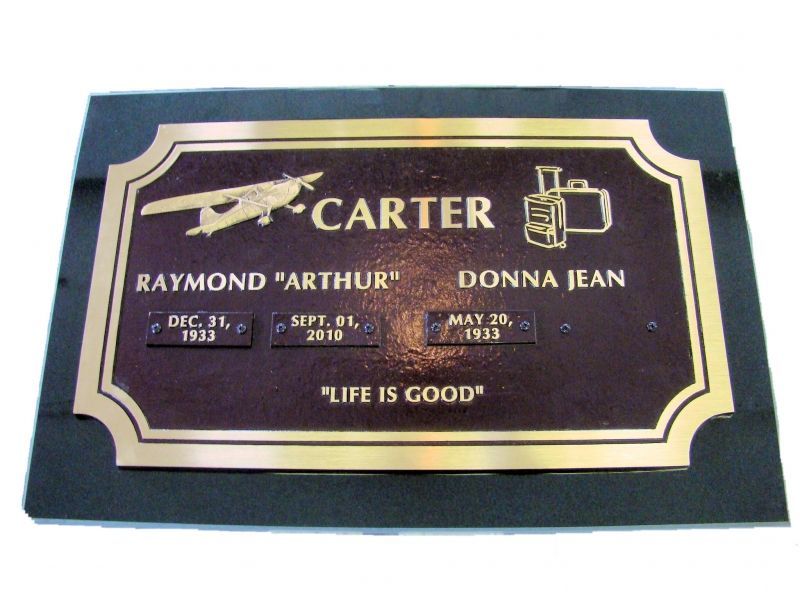 CARTER
RAYMOND "ARTHUR" DONNA JEAN
DEC. 31,
1933
SEPT. 01,
2010
MAY 20,
1933
"LIFE IS GOOD"